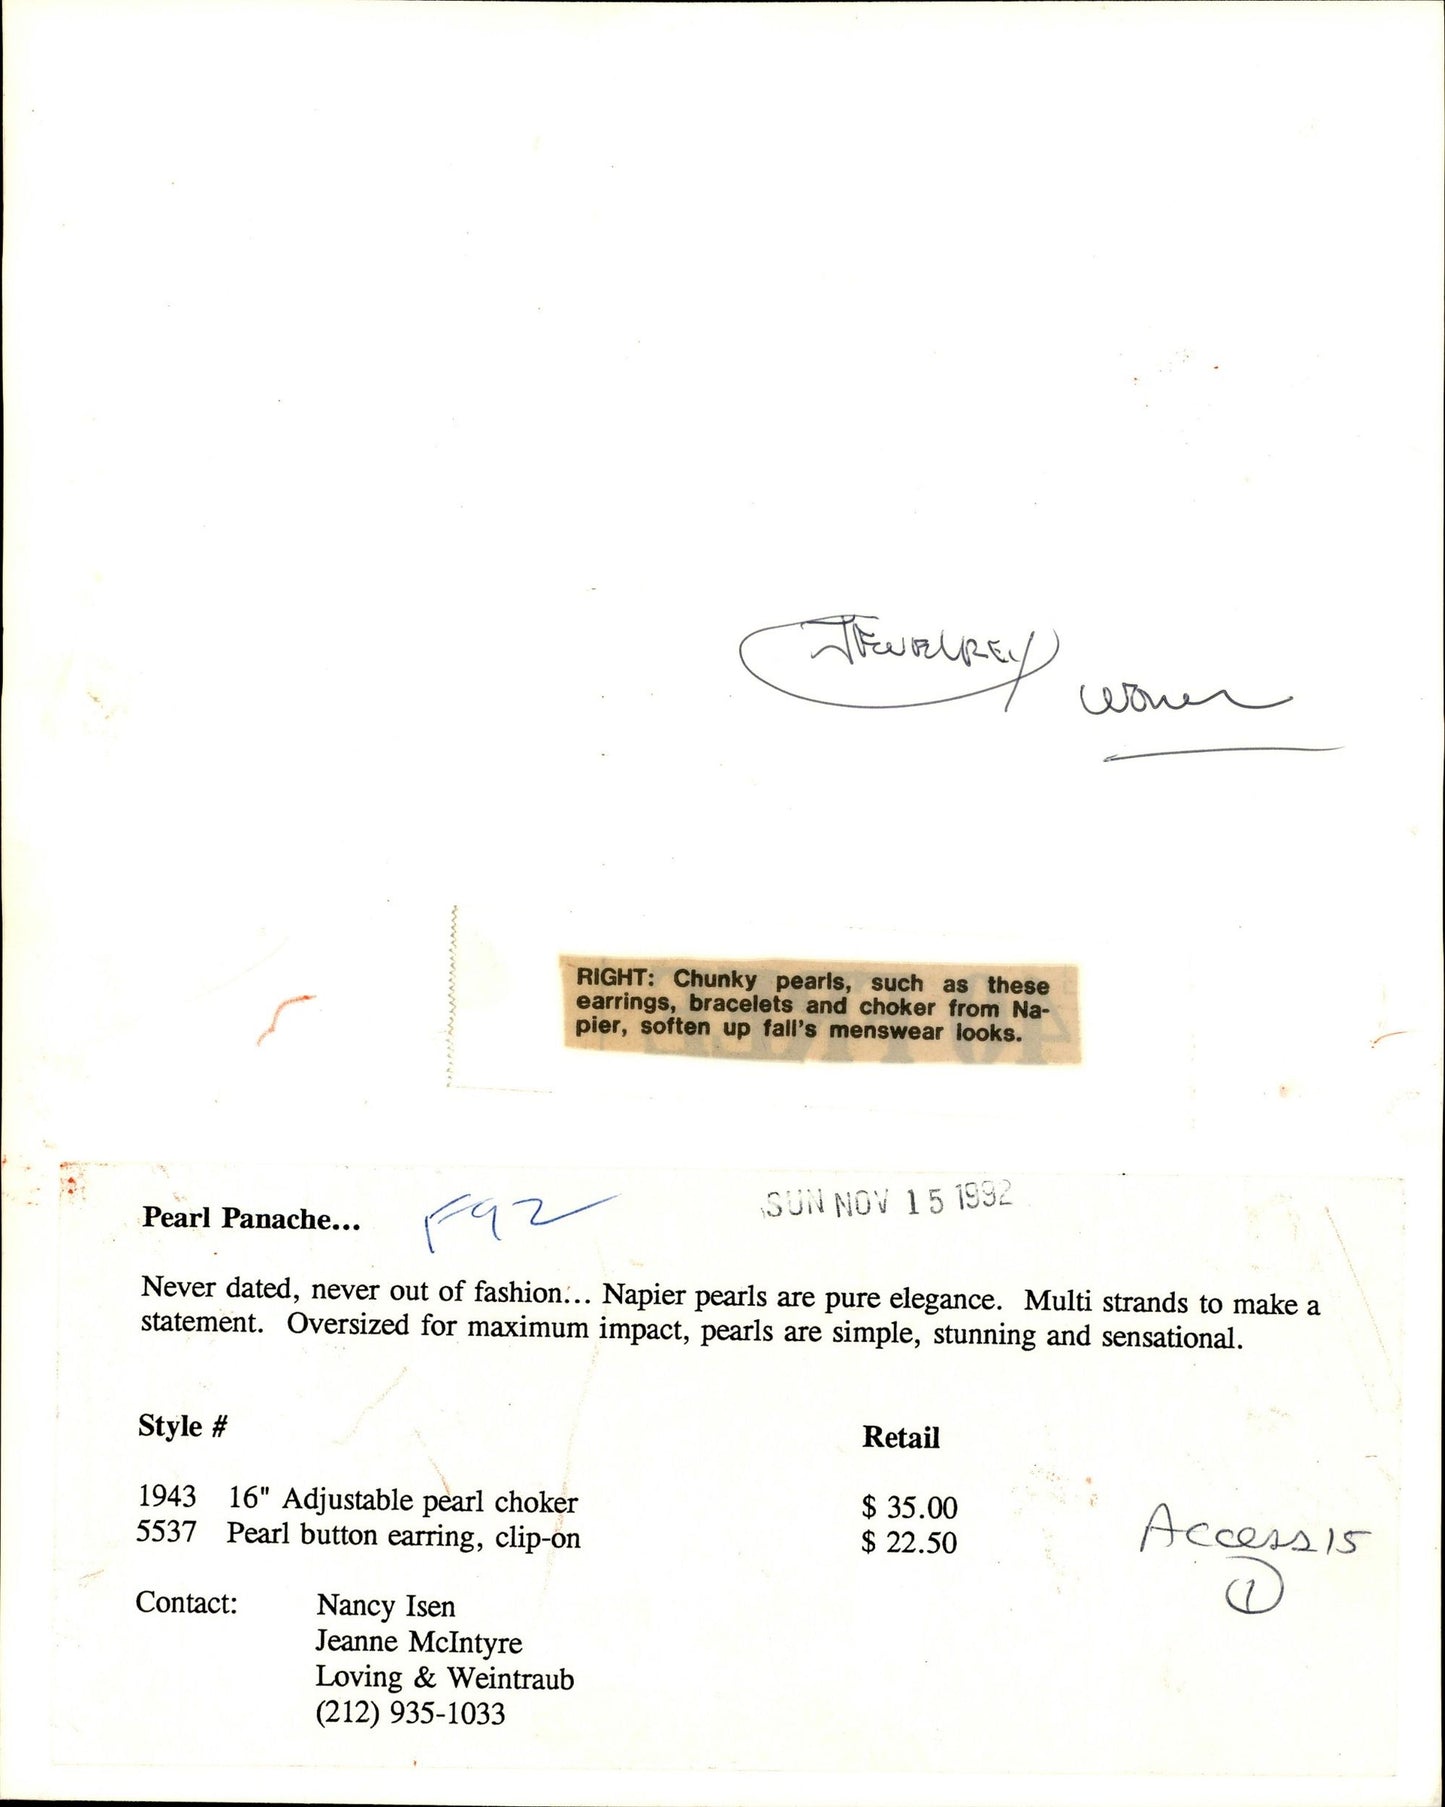 JEWELREY
women
RIGHT: Chunky pearls, such as these
earrings, bracelets and choker from Na-
pier, soften up fall's menswear looks.
Pearl Panache... F92 SUN NOV 15 1992
Never dated, never out of fashion... Napier pearls are pure elegance. Multi strands to make a
statement. Oversized for maximum impact, pearls are simple, stunning and sensational.
Style # Retail
1943 16" Adjustable pearl choker $ 35.00
5537 Pearl button earring, clip-on $ 22.50
Access 15
1
Contact: Nancy Isen
Jeanne McIntyre
Loving & Weintraub
(212) 935-1033